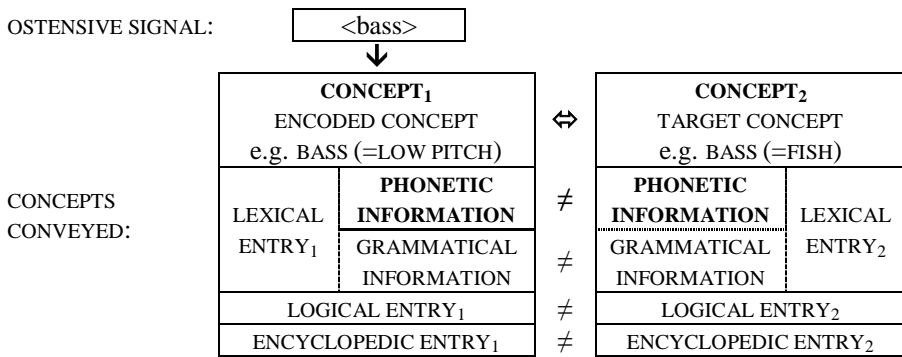 OSTENSIVE SIGNAL: <bass>
🡻
CONCEPT₁ CONCEPT₂
ENCODED CONCEPT ⇔ TARGET CONCEPT
e.g. BASS (=LOW PITCH) e.g. BASS (=FISH)
PHONETIC PHONETIC
CONCEPTS LEXICAL INFORMATION ≠ INFORMATION LEXICAL
CONVEYED: ENTRY₁ GRAMMATICAL ≠ GRAMMATICAL ENTRY₂
INFORMATION INFORMATION
LOGICAL ENTRY₁ ≠ LOGICAL ENTRY₂
ENCYCLOPEDIC ENTRY₁ ≠ ENCYCLOPEDIC ENTRY₂